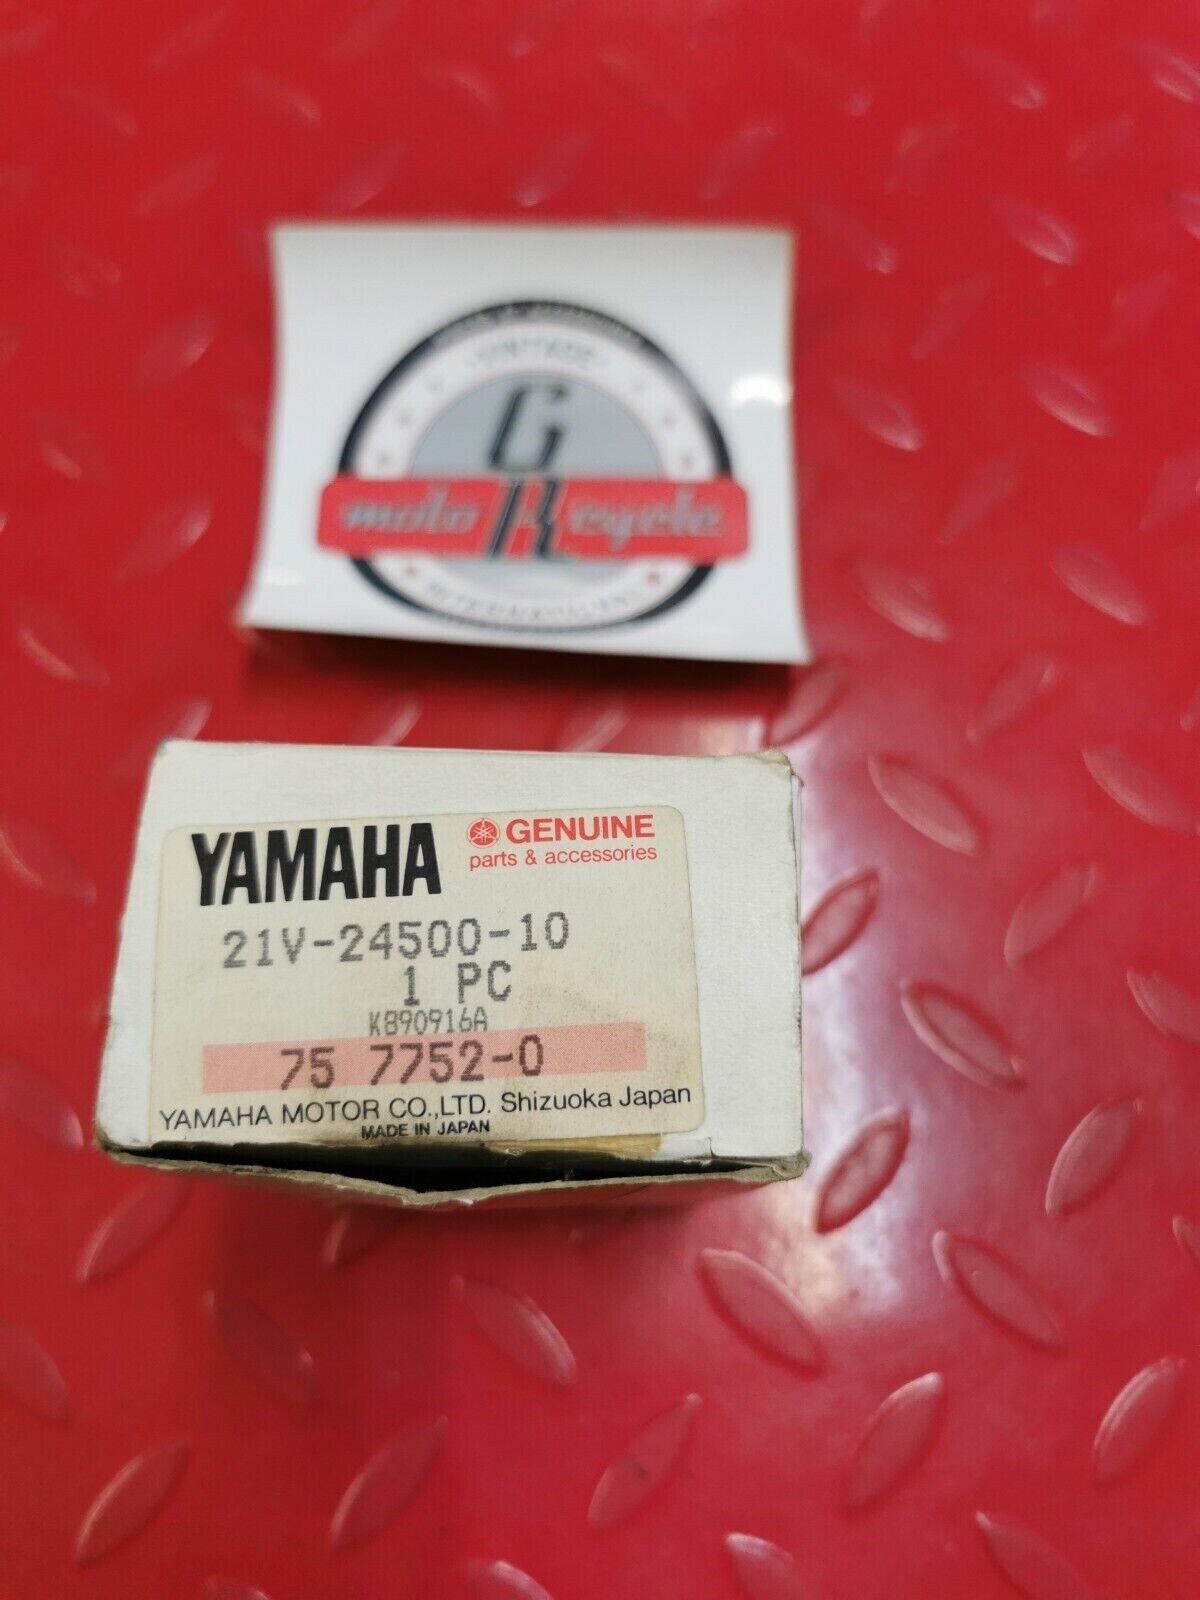 VINTAGE
G
moto R cycle
YAMAHA
GENUINE
parts & accessories
21V-24500-10
1 PC
K890916A
75 7752-0
YAMAHA MOTOR CO.,LTD. Shizuoka Japan
MADE IN JAPAN